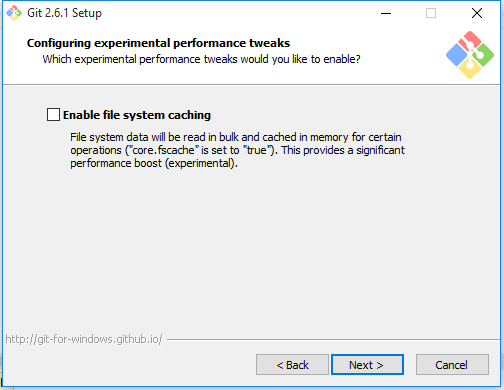 Git 2.6.1 Setup
Configuring experimental performance tweaks
Which experimental performance tweaks would you like to enable?
Enable file system caching
File system data will be read in bulk and cached in memory for certain
operations ("core.fscache" is set to "true"). This provides a significant
performance boost (experimental).
http://git-for-windows.github.io/
< Back
Next >
Cancel